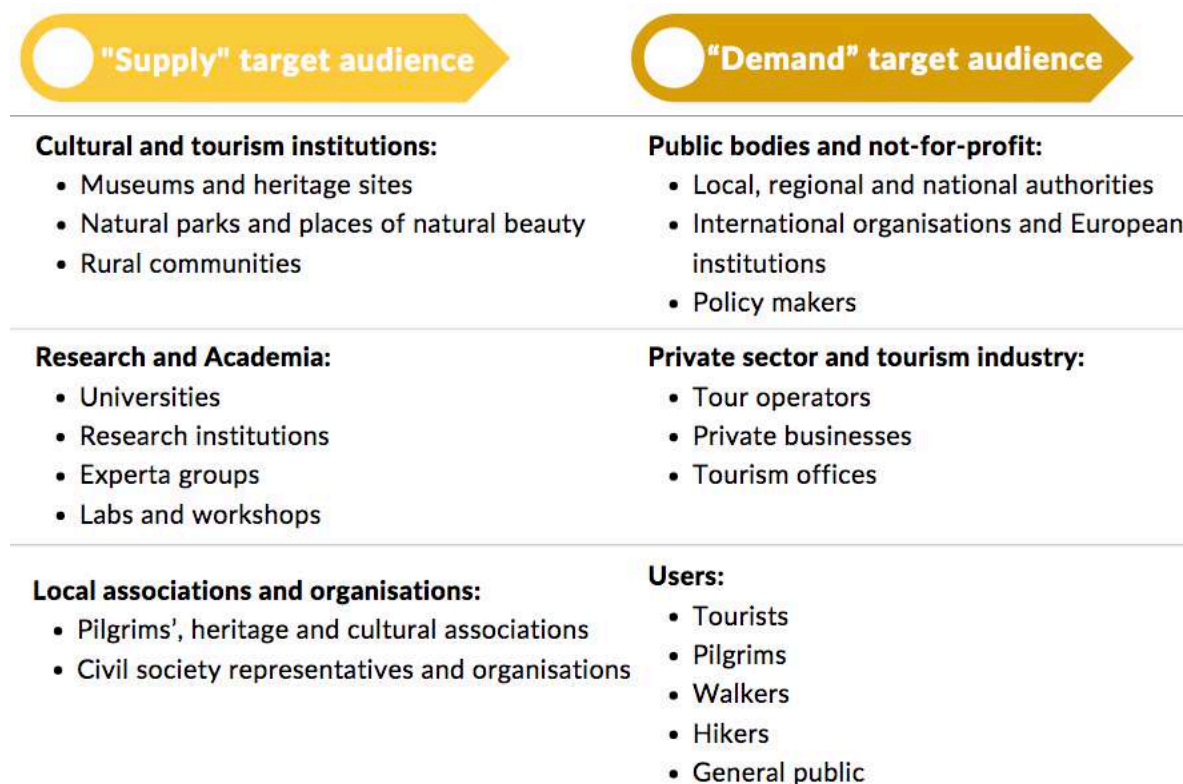 "Supply" target audience
Cultural and tourism institutions:
• Museums and heritage sites
• Natural parks and places of natural beauty
• Rural communities
Research and Academia:
• Universities
• Research institutions
• Experta groups
• Labs and workshops
Local associations and organisations:
• Pilgrims’, heritage and cultural associations
• Civil society representatives and organisations
“Demand” target audience
Public bodies and not-for-profit:
• Local, regional and national authorities
• International organisations and European
institutions
• Policy makers
Private sector and tourism industry:
• Tour operators
• Private businesses
• Tourism offices
Users:
• Tourists
• Pilgrims
• Walkers
• Hikers
• General public